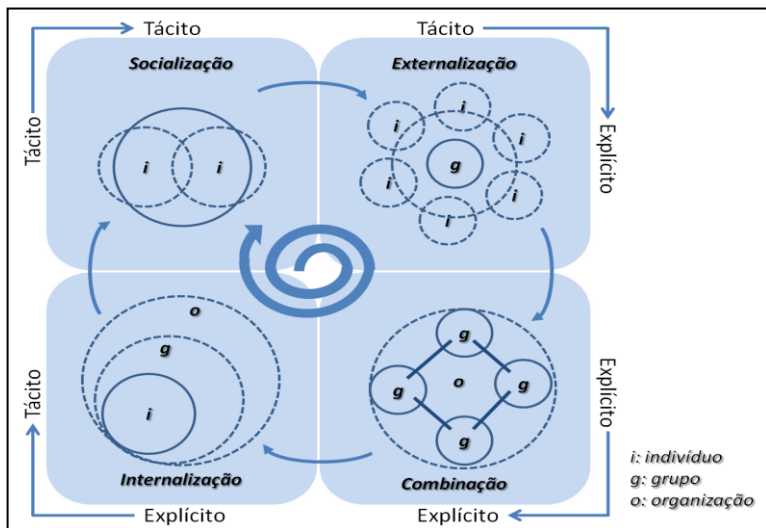 Tácito
Tácito
Socialização
Externalização
Tácito
Explícito
i
i
i
i
i
i
i
i
g
o
g
i
g
g
o
g
g
Tácito
Explícito
Internalização
Combinação
Explícito
Explícito
i: indivíduo
g: grupo
o: organização